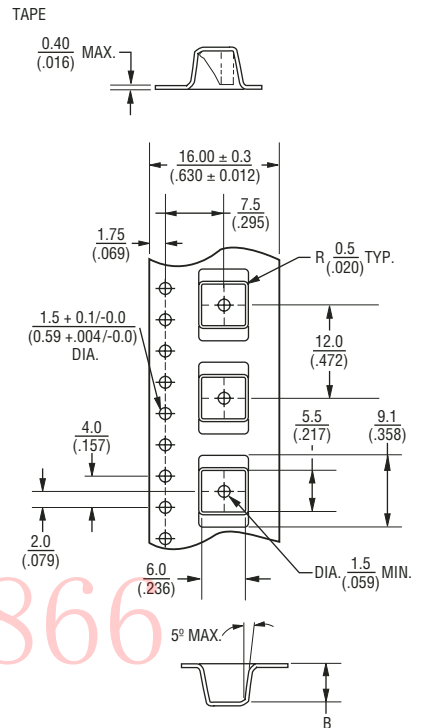 TAPE
0.40
(.016)
MAX.
16.00 ± 0.3
(.630 ± 0.012)
7.5
(.295)
1.75
(.069)
R 0.5
(.020)
TYP.
1.5 + 0.1/-0.0
(0.59 +.004/-0.0)
DIA.
12.0
(.472)
4.0
(.157)
5.5
(.217)
9.1
(.358)
2.0
(.079)
6.0
(.236)
DIA. 1.5
(.059)
MIN.
866
5º MAX.
B